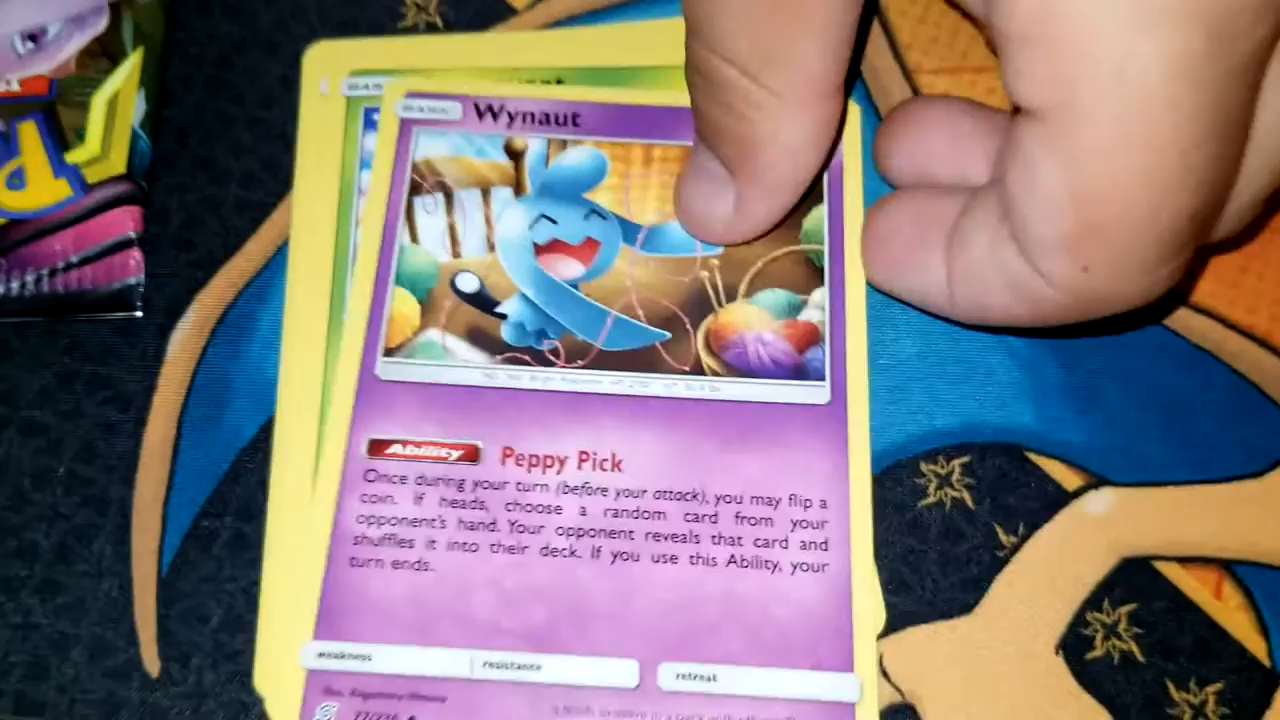 BASIC
Wynaut
Ability Peppy Pick
Once during your turn (before your attack), you may flip a
coin. If heads, choose a random card from your
opponent's hand. Your opponent reveals that card and
shuffles it into their deck. If you use this Ability, your
turn ends.
weakness resistance retreat